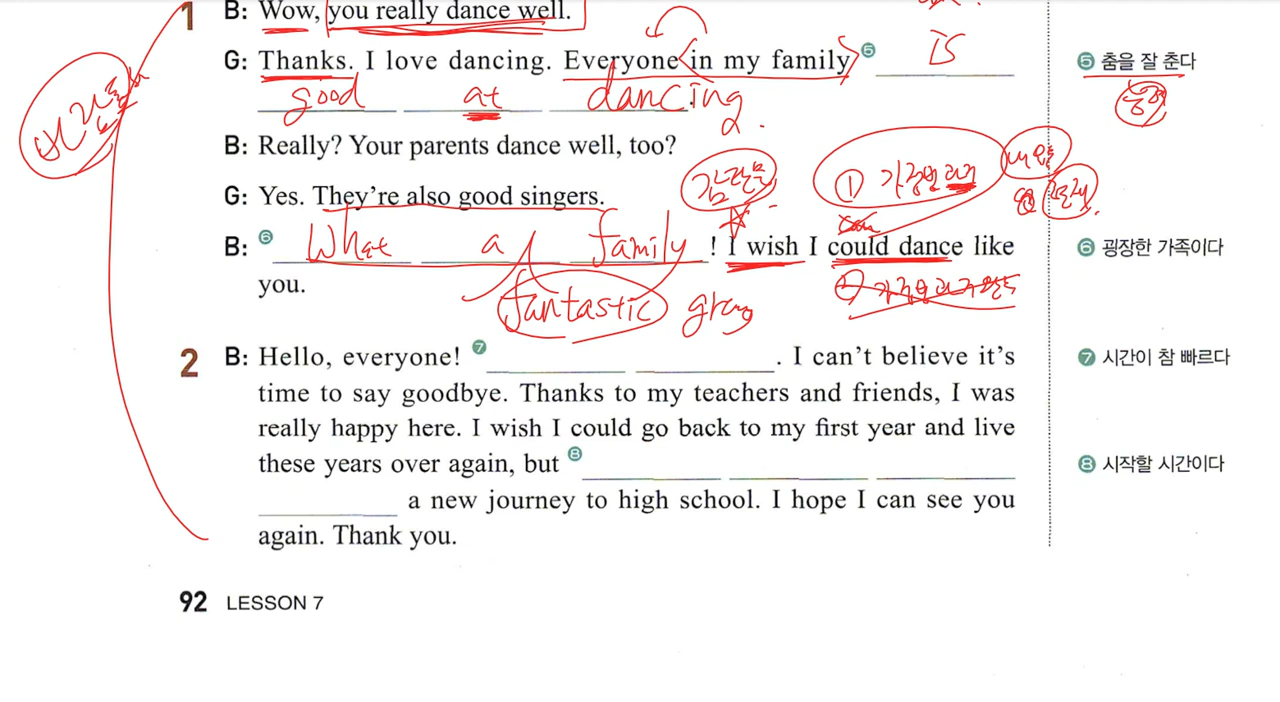 1 B: Wow, you really dance well.
G: Thanks. I love dancing. Everyone in my family ⑤ is
good at dancing
⑤ 춤을 잘 춘다
B: Really? Your parents dance well, too?
G: Yes. They're also good singers.
감탄문
① 가정법 과거
B: ⑥ What a family ! I wish I could dance like
you.
fantastic
⑥ 굉장한 가족이다
2 B: Hello, everyone! ⑦ . I can't believe it's
time to say goodbye. Thanks to my teachers and friends, I was
really happy here. I wish I could go back to my first year and live
these years over again, but ⑧
a new journey to high school. I hope I can see you
again. Thank you.
⑦ 시간이 참 빠르다
⑧ 시작할 시간이다
92 LESSON 7